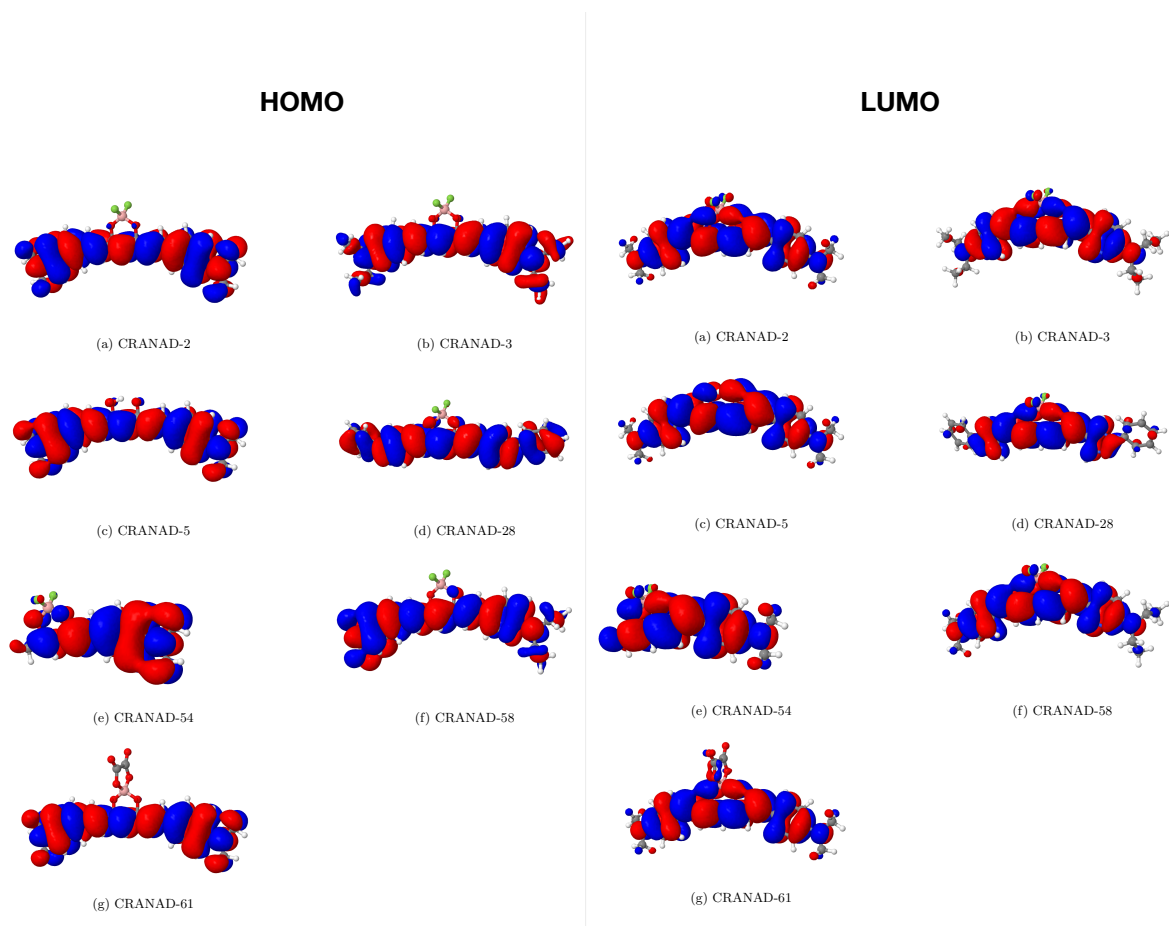 HOMO
(a) CRANAD-2
(b) CRANAD-3
(c) CRANAD-5
(d) CRANAD-28
(e) CRANAD-54
(f) CRANAD-58
(g) CRANAD-61
LUMO
(a) CRANAD-2
(b) CRANAD-3
(c) CRANAD-5
(d) CRANAD-28
(e) CRANAD-54
(f) CRANAD-58
(g) CRANAD-61